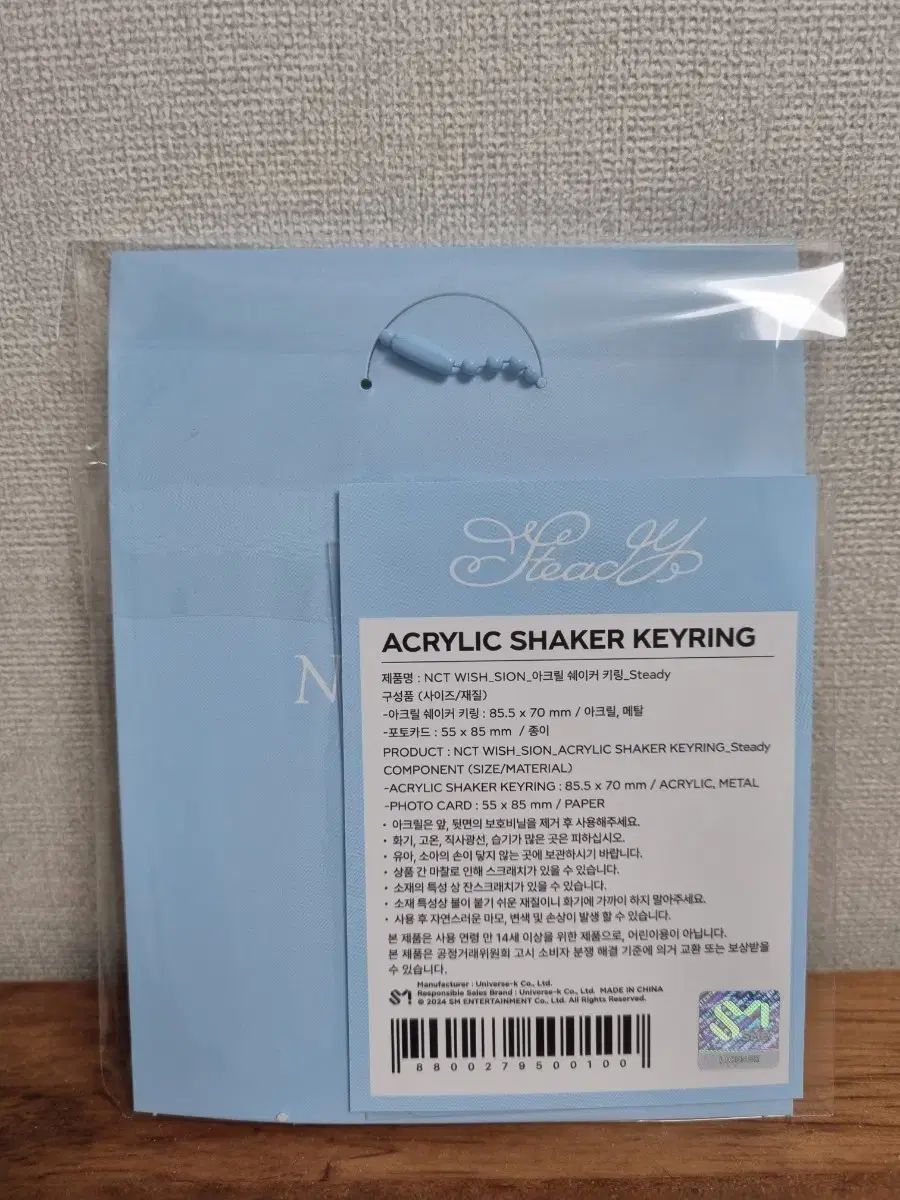 Steady
N
ACRYLIC SHAKER KEYRING
제품명 : NCT WISH_SION_아크릴 쉐이커 키링_Steady
구성품 (사이즈/재질)
-아크릴 쉐이커 키링 : 85.5 x 70 mm / 아크릴, 메탈
-포토카드 : 55 x 85 mm / 종이
PRODUCT : NCT WISH_SION_ACRYLIC SHAKER KEYRING_Steady
COMPONENT (SIZE/MATERIAL)
-ACRYLIC SHAKER KEYRING : 85.5 x 70 mm / ACRYLIC, METAL
-PHOTO CARD : 55 x 85 mm / PAPER
• 아크릴은 앞, 뒷면의 보호비닐을 제거 후 사용해주세요.
• 화기, 고온, 직사광선, 습기가 많은 곳은 피하십시오.
• 유아, 소아의 손이 닿지 않는 곳에 보관하시기 바랍니다.
• 상품 간 마찰로 인해 스크래치가 있을 수 있습니다.
• 소재의 특성 상 잔스크래치가 있을 수 있습니다.
• 소재 특성상 불이 붙기 쉬운 재질이니 화기에 가까이 하지 말아주세요.
• 사용 후 자연스러운 마모, 변색 및 손상이 발생 할 수 있습니다.
본 제품은 사용 연령 만 14세 이상을 위한 제품으로, 어린이용이 아닙니다.
본 제품은 공정거래위원회 고시 소비자 분쟁 해결 기준에 의거 교환 또는 보상받을
수 있습니다.
Manufacturer : Universe-k Co., Ltd.
Responsible Sales Brand : Universe-k Co., Ltd. MADE IN CHINA
SM © 2024 SM ENTERTAINMENT Co., Ltd. All Rights Reserved.
8800279500100
SM